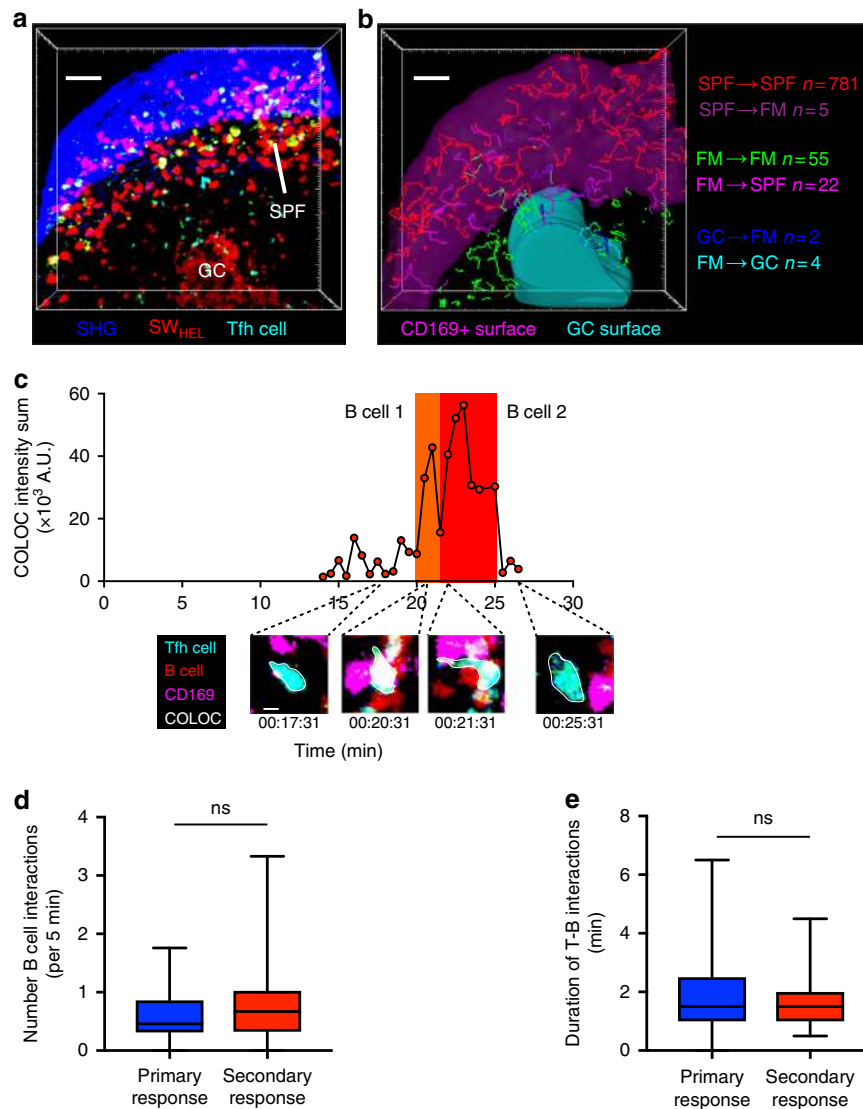 a
SPF
GC
SHG SW_HEL Tfh cell
b
SPF→SPF n=781
SPF→FM n=5
FM→FM n=55
FM→SPF n=22
GC→FM n=2
FM→GC n=4
CD169+ surface GC surface
c
COLOC intensity sum
(×10³ A.U.)
60
40
20
0
B cell 1 B cell 2
0 5 10 15 20 25 30
Tfh cell
B cell
CD169
COLOC
00:17:31 00:20:31 00:21:31 00:25:31
Time (min)
d
Number B cell interactions
(per 5 min)
4
3
2
1
0
ns
Primary
response
Secondary
response
e
Duration of T-B interactions
(min)
8
6
4
2
0
ns
Primary
response
Secondary
response